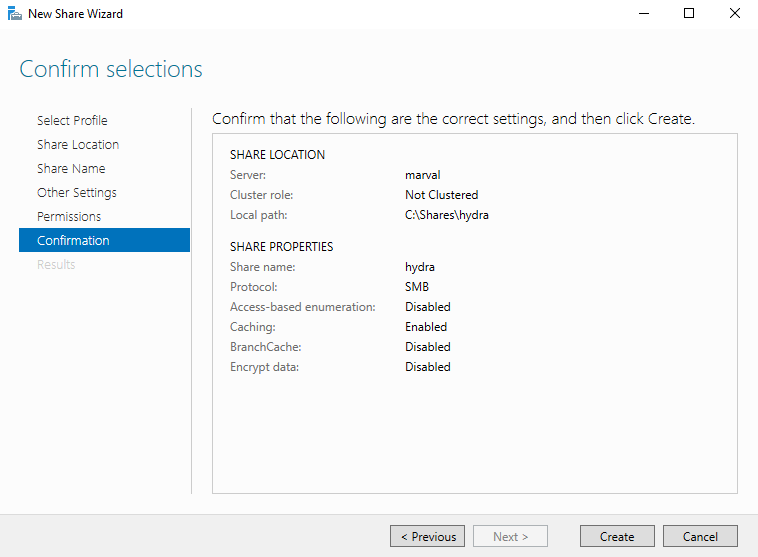 New Share Wizard
Confirm selections
Select Profile
Share Location
Share Name
Other Settings
Permissions
Confirmation
Results
Confirm that the following are the correct settings, and then click Create.
SHARE LOCATION
Server: marval
Cluster role: Not Clustered
Local path: C:\Shares\hydra
SHARE PROPERTIES
Share name: hydra
Protocol: SMB
Access-based enumeration: Disabled
Caching: Enabled
BranchCache: Disabled
Encrypt data: Disabled
< Previous Next > Create Cancel